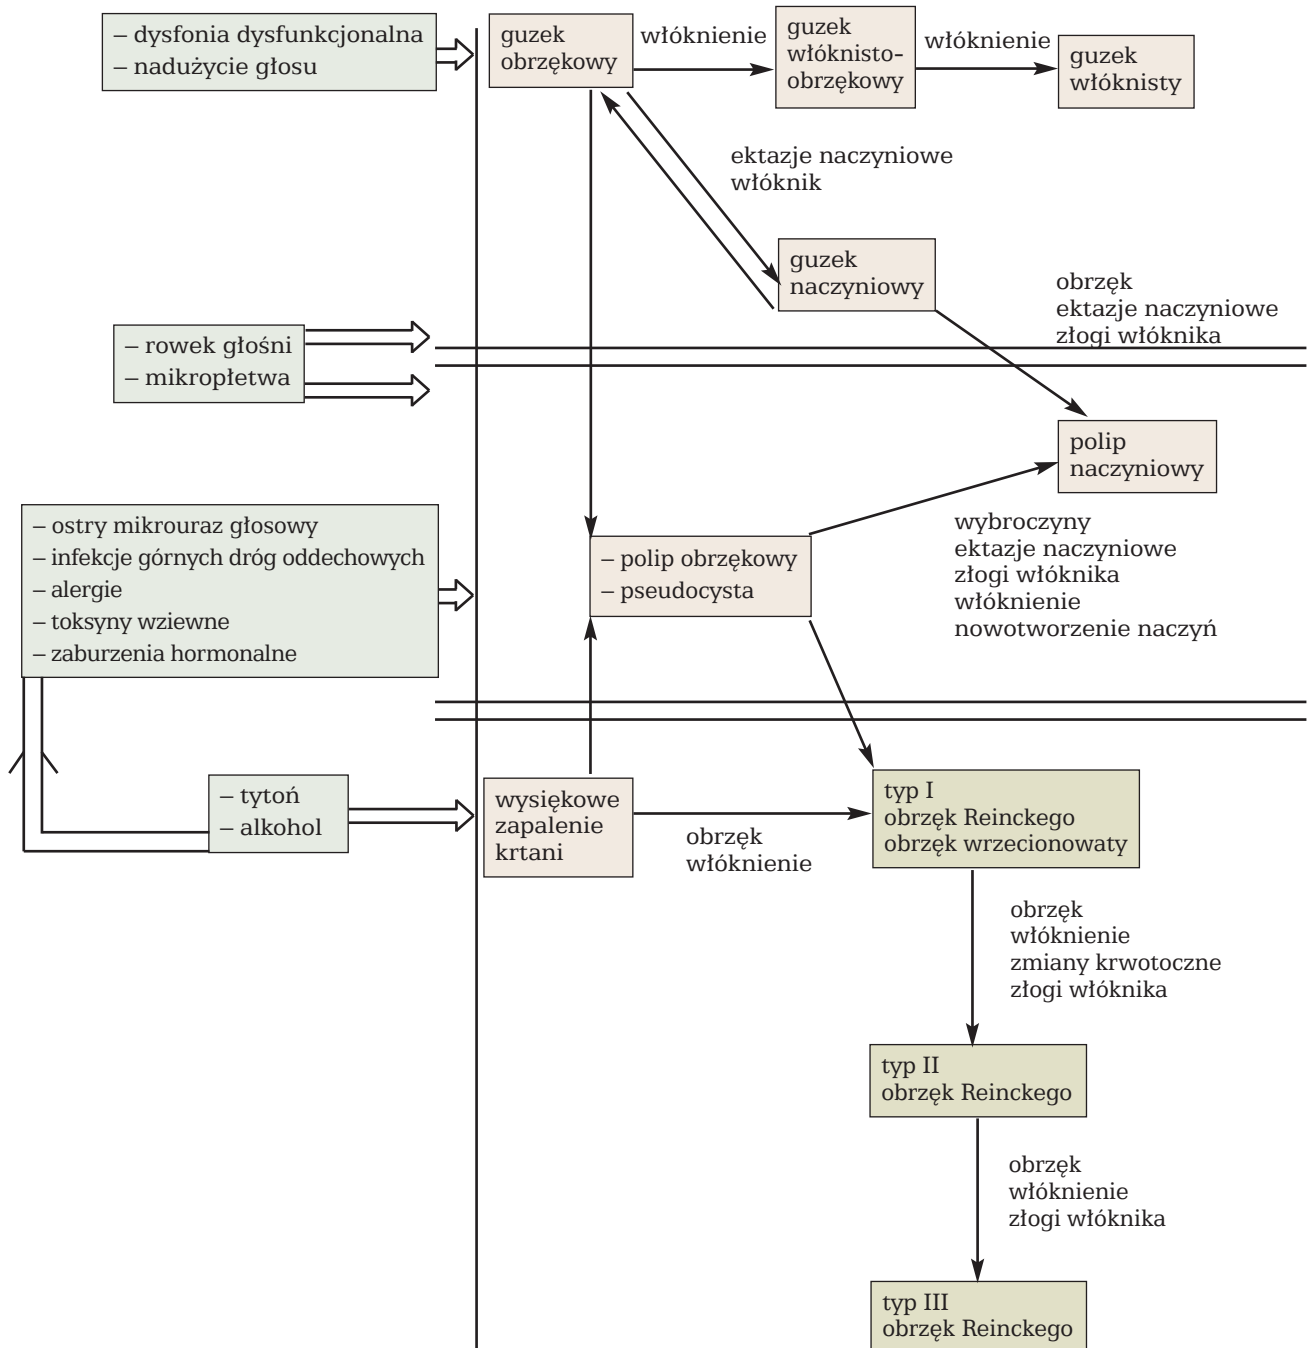 – dysfonia dysfunkcjonalna
– nadużycie głosu
guzek
obrzękowy
włóknienie
guzek
włóknisto-
obrzękowy
włóknienie
guzek
włóknisty
ektazje naczyniowe
włóknik
guzek
naczyniowy
obrzęk
ektazje naczyniowe
złogi włóknika
– rowek głośni
– mikropłetwa
polip
naczyniowy
– ostry mikrouraz głosowy
– infekcje górnych dróg oddechowych
– alergie
– toksyny wziewne
– zaburzenia hormonalne
– polip obrzękowy
– pseudocysta
wybroczyny
ektazje naczyniowe
złogi włóknika
włóknienie
nowotworzenie naczyń
– tytoń
– alkohol
wysiękowe
zapalenie
krtani
obrzęk
włóknienie
typ I
obrzęk Reinckego
obrzęk wrzecionowaty
obrzęk
włóknienie
zmiany krwotoczne
złogi włóknika
typ II
obrzęk Reinckego
obrzęk
włóknienie
złogi włóknika
typ III
obrzęk Reinckego